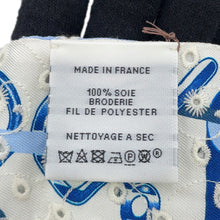 MADE IN FRANCE
100% SOIE
BRODERIE
FIL DE POLYESTER
NETTOYAGE A SEC